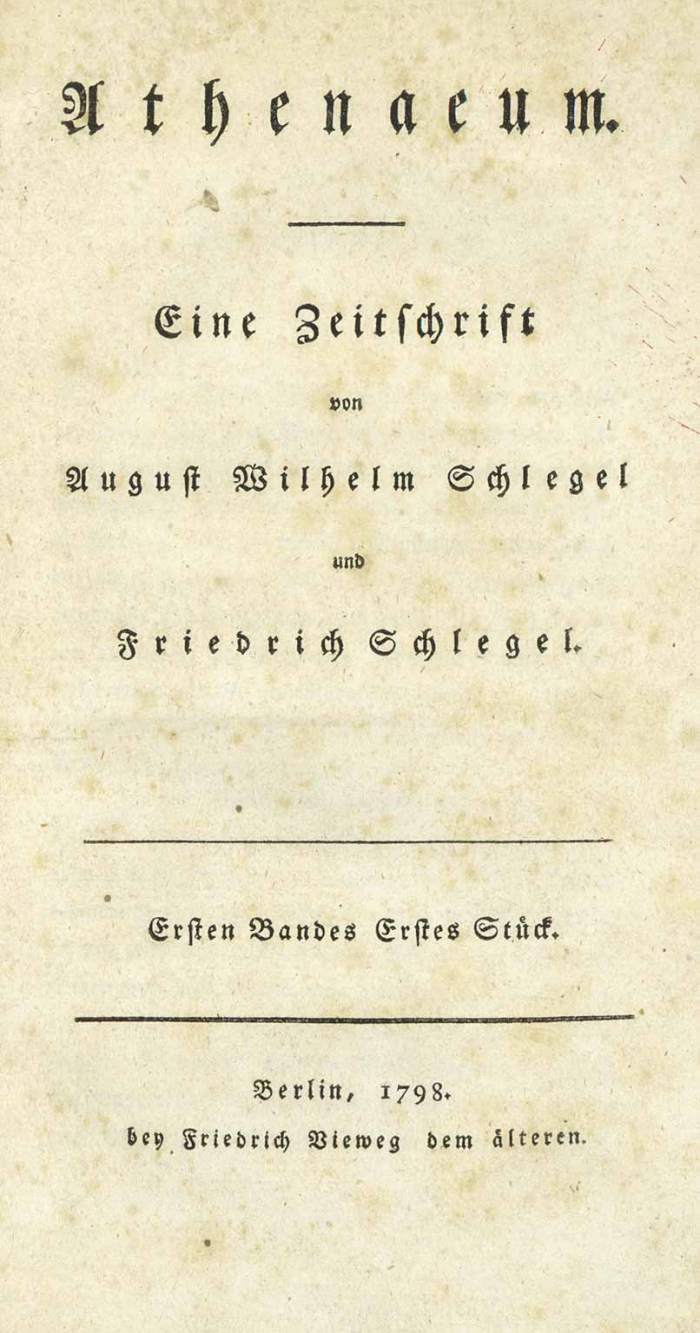 Athenaeum.
Eine Zeitschrift
von
August Wilhelm Schlegel
und
Friedrich Schlegel.
Ersten Bandes Erstes Stück.
Berlin, 1798.
bey Friedrich Vieweg dem älteren.